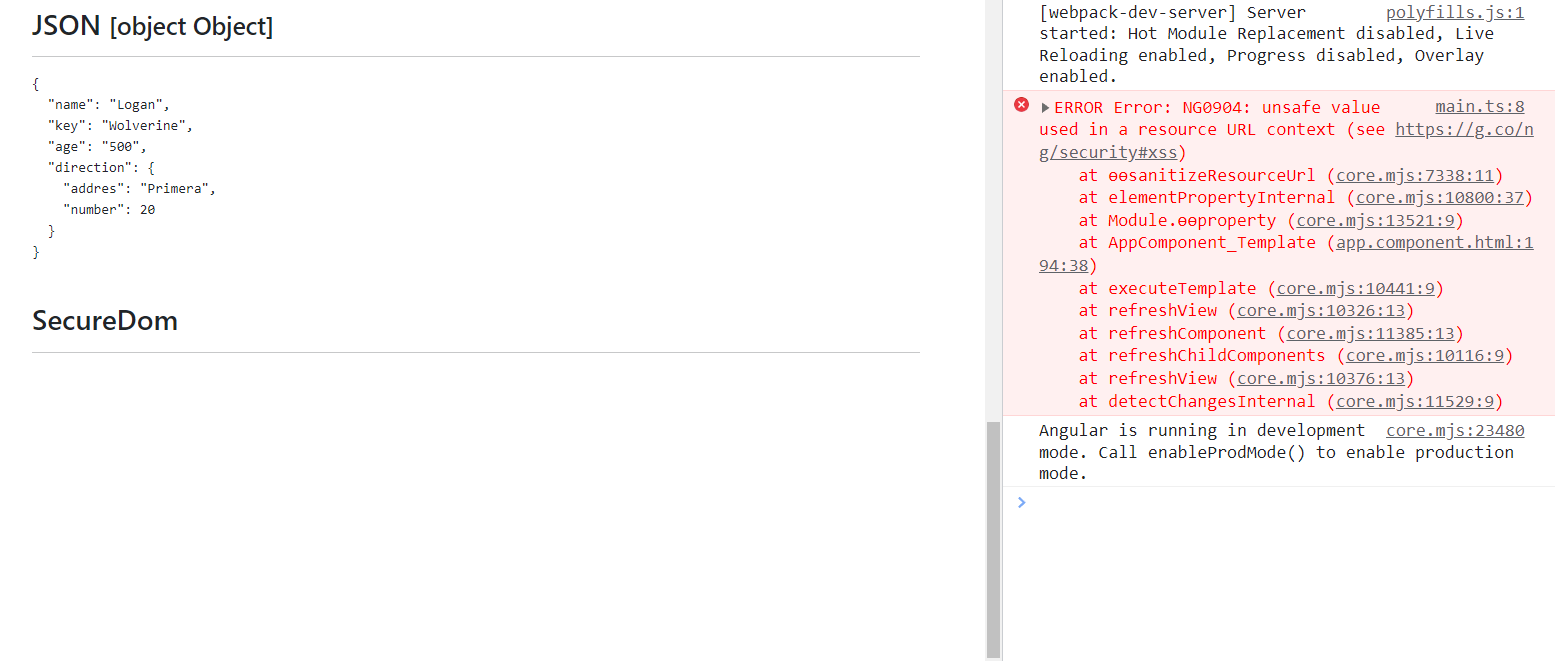 JSON [object Object]
{
  "name": "Logan",
  "key": "Wolverine",
  "age": "500",
  "direction": {
    "addres": "Primera",
    "number": 20
  }
}
SecureDom
[webpack-dev-server] Server polyfills.js:1
started: Hot Module Replacement disabled, Live
Reloading enabled, Progress disabled, Overlay
enabled.
ERROR Error: NG0904: unsafe value main.ts:8
used in a resource URL context (see https://g.co/n
g/security#xss)
    at ɵɵsanitizeResourceUrl (core.mjs:7338:11)
    at elementPropertyInternal (core.mjs:10800:37)
    at Module.ɵɵproperty (core.mjs:13521:9)
    at AppComponent_Template (app.component.html:1
94:38)
    at executeTemplate (core.mjs:10441:9)
    at refreshView (core.mjs:10326:13)
    at refreshComponent (core.mjs:11385:13)
    at refreshChildComponents (core.mjs:10116:9)
    at refreshView (core.mjs:10376:13)
    at detectChangesInternal (core.mjs:11529:9)
Angular is running in development core.mjs:23480
mode. Call enableProdMode() to enable production
mode.